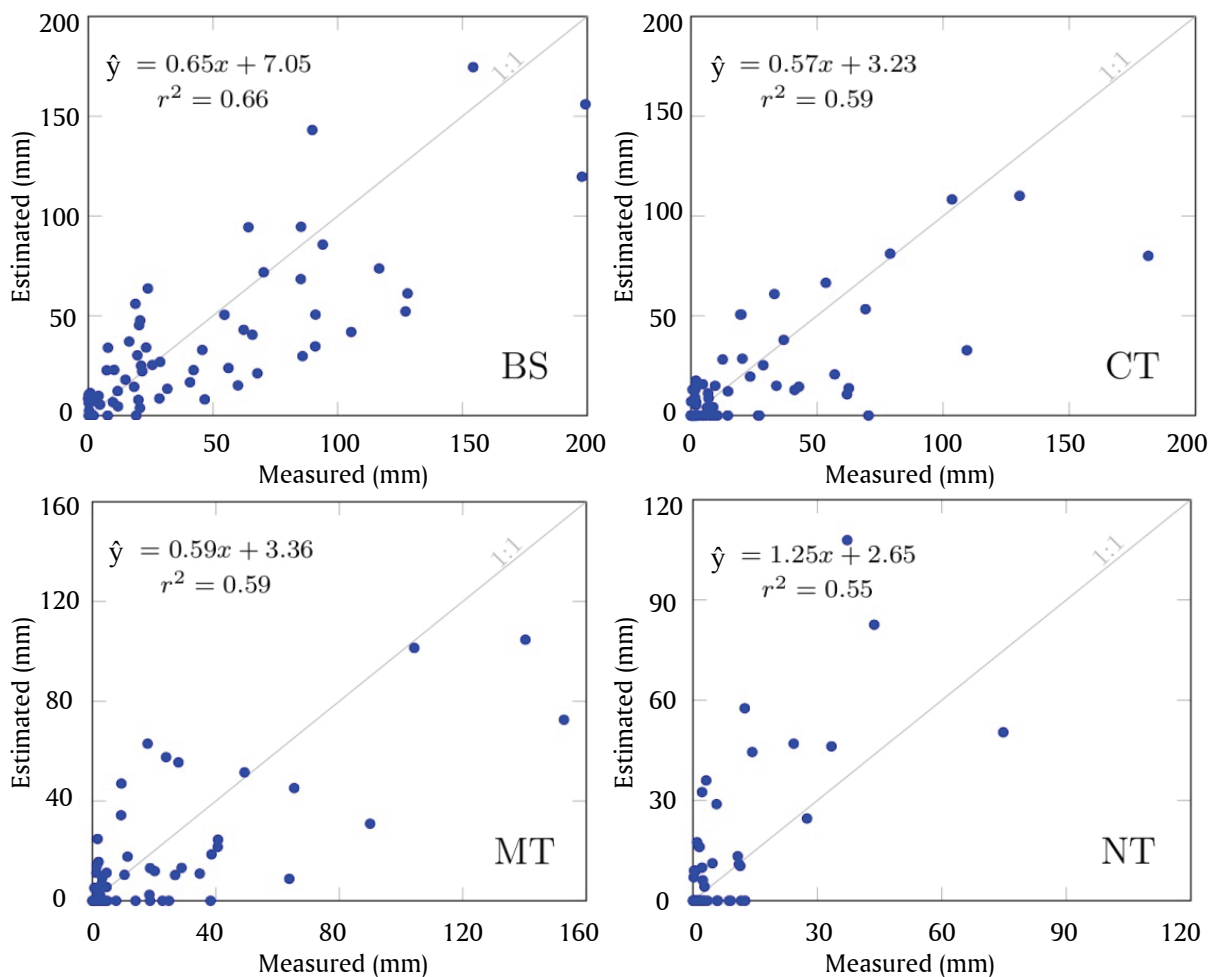 200
150
100
50
0
Estimated (mm)
ŷ = 0.65x + 7.05
r² = 0.66
1:1
BS
0 50 100 150 200
Measured (mm)
200
150
100
50
0
Estimated (mm)
ŷ = 0.57x + 3.23
r² = 0.59
1:1
CT
0 50 100 150 200
Measured (mm)
160
120
80
40
0
Estimated (mm)
ŷ = 0.59x + 3.36
r² = 0.59
1:1
MT
0 40 80 120 160
Measured (mm)
120
90
60
30
0
Estimated (mm)
ŷ = 1.25x + 2.65
r² = 0.55
1:1
NT
0 30 60 90 120
Measured (mm)